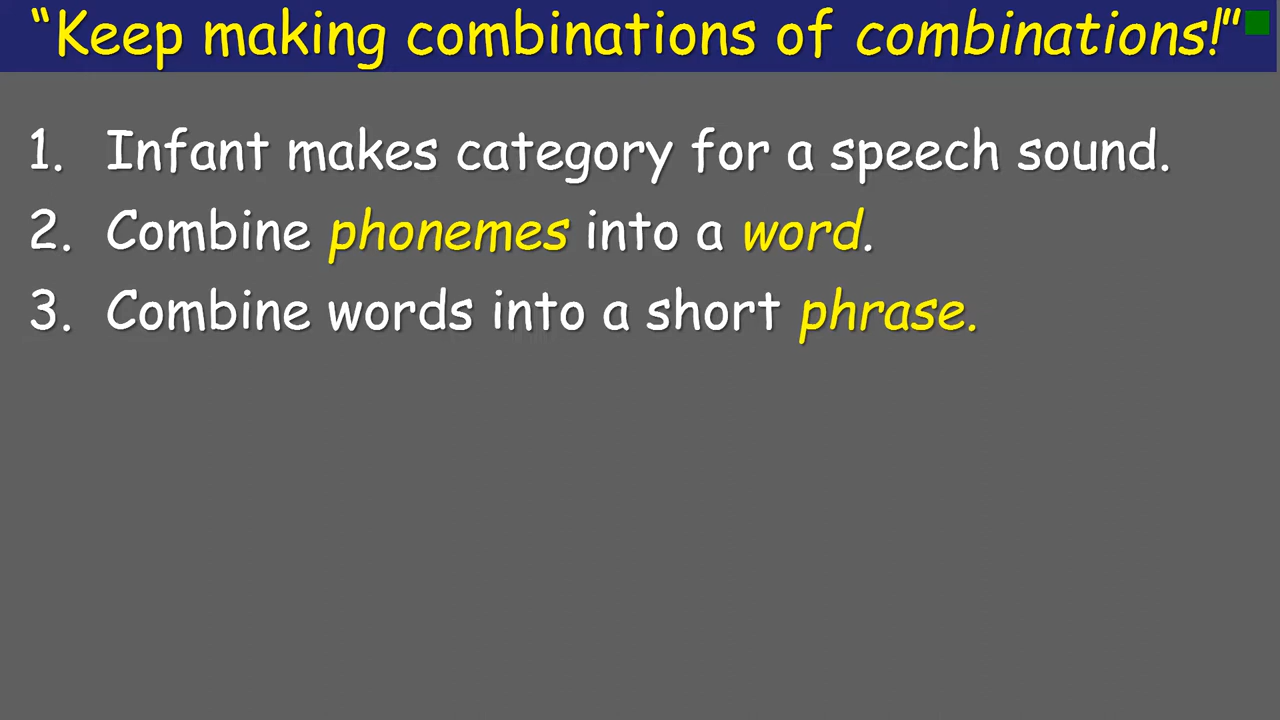 “Keep making combinations of combinations!”
1. Infant makes category for a speech sound.
2. Combine phonemes into a word.
3. Combine words into a short phrase.